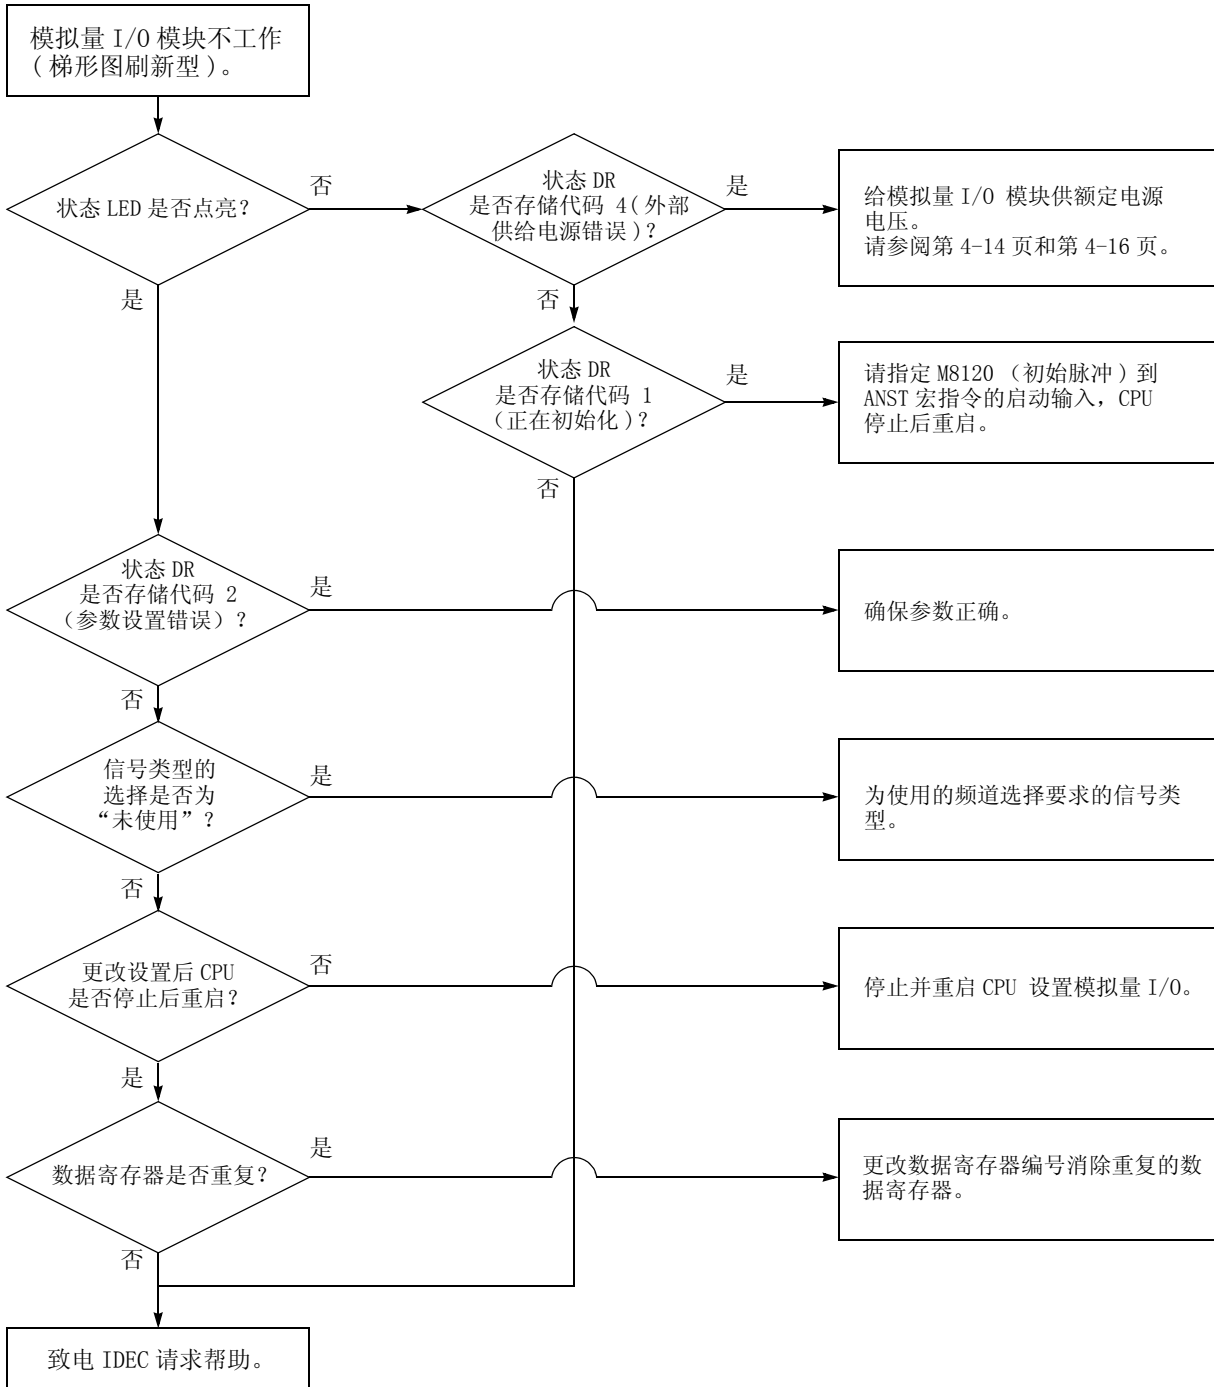 模拟量 I/O 模块不工作
( 梯形图刷新型 )。
状态 LED 是否点亮？
否
状态 DR
是否存储代码 4( 外部
供给电源错误 )？
是
给模拟量 I/O 模块供额定电源
电压。
请参阅第 4-14 页和第 4-16 页。
是
否
状态 DR
是否存储代码 1
（正在初始化 )？
是
请指定 M8120 （初始脉冲 ) 到
ANST 宏指令的启动输入，CPU
停止后重启。
否
状态 DR
是否存储代码 2
（参数设置错误）？
是
确保参数正确。
否
信号类型的
选择是否为
“未使用”？
是
为使用的频道选择要求的信号类
型。
否
更改设置后 CPU
是否停止后重启？
否
停止并重启 CPU 设置模拟量 I/O。
是
数据寄存器是否重复？
是
更改数据寄存器编号消除重复的数
据寄存器。
否
致电 IDEC 请求帮助。